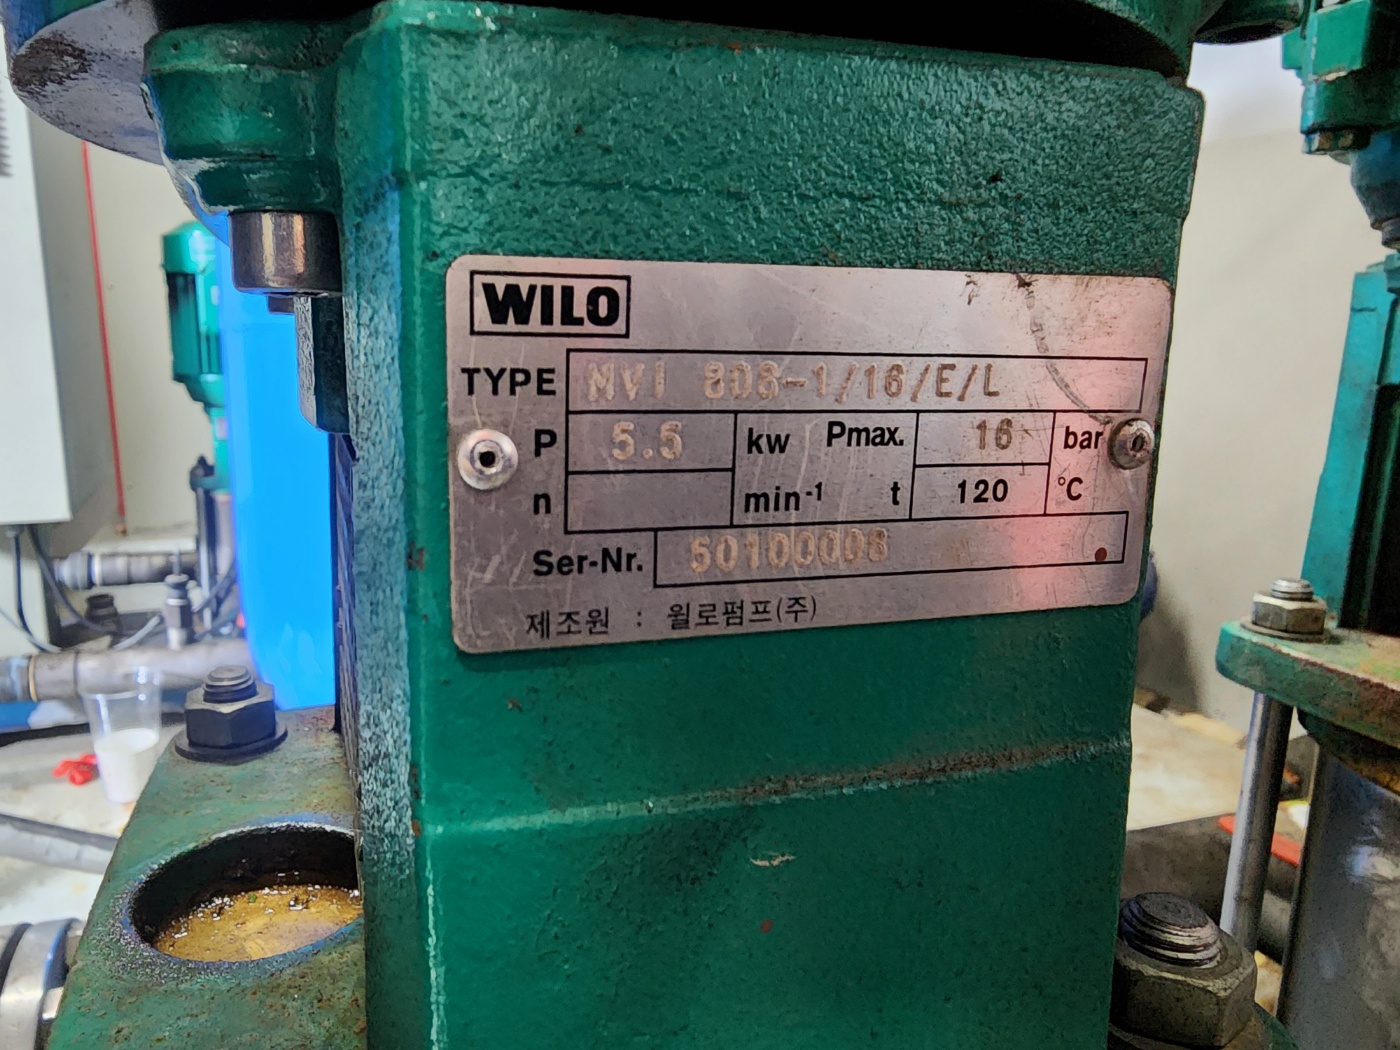 WILO
TYPE MVI 808-1/16/E/L
P 5.5 kw Pmax. 16 bar
n min-1 t 120 °C
Ser-Nr.
제조원 : 윌로펌프(주)